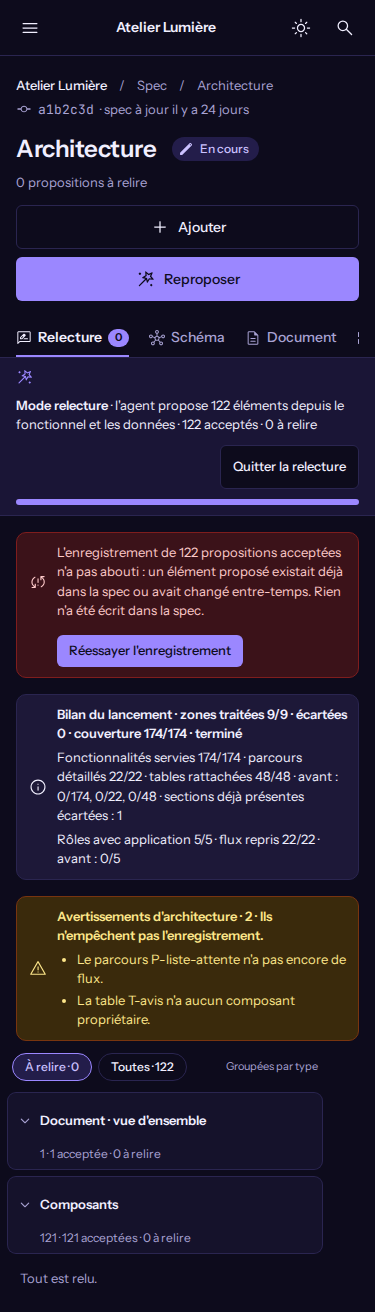 Atelier Lumière
Atelier Lumière / Spec / Architecture
a1b2c3d · spec à jour il y a 24 jours
Architecture En cours
0 propositions à relire
Ajouter
Reproposer
Relecture 0 Schéma Document
Mode relecture · l'agent propose 122 éléments depuis le
fonctionnel et les données · 122 acceptés · 0 à relire
Quitter la relecture
L'enregistrement de 122 propositions acceptées
n'a pas abouti : un élément proposé existait déjà
dans la spec ou avait changé entre-temps. Rien
n'a été écrit dans la spec.
Réessayer l'enregistrement
Bilan du lancement · zones traitées 9/9 · écartées
0 · couverture 174/174 · terminé
Fonctionnalités servies 174/174 · parcours
détaillés 22/22 · tables rattachées 48/48 · avant :
0/174, 0/22, 0/48 · sections déjà présentes
écartées : 1
Rôles avec application 5/5 · flux repris 22/22 ·
avant : 0/5
Avertissements d'architecture · 2 · Ils
n'empêchent pas l'enregistrement.
• Le parcours P-liste-attente n'a pas encore de
flux.
• La table T-avis n'a aucun composant
propriétaire.
À relire · 0 Toutes · 122 Groupées par type
Document · vue d'ensemble
1 · 1 acceptée · 0 à relire
Composants
121 · 121 acceptées · 0 à relire
Tout est relu.